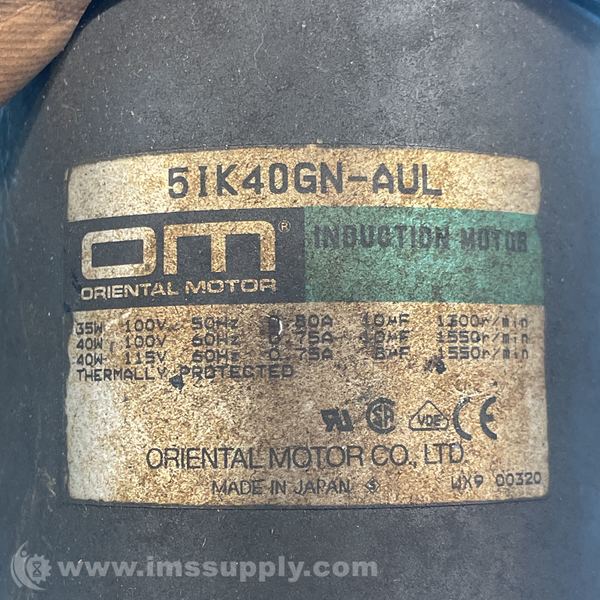 5IK40GN-AUL
om®
ORIENTAL MOTOR
INDUCTION MOTOR
35W 100V 50Hz 0.80A 10μF 1300r/min
40W 100V 60Hz 0.75A 10μF 1550r/min
40W 115V 60Hz 0.75A 8μF 1550r/min
THERMALLY PROTECTED
VDE CE
ORIENTAL MOTOR CO., LTD.
MADE IN JAPAN
WX9 00320
www.imssupply.com